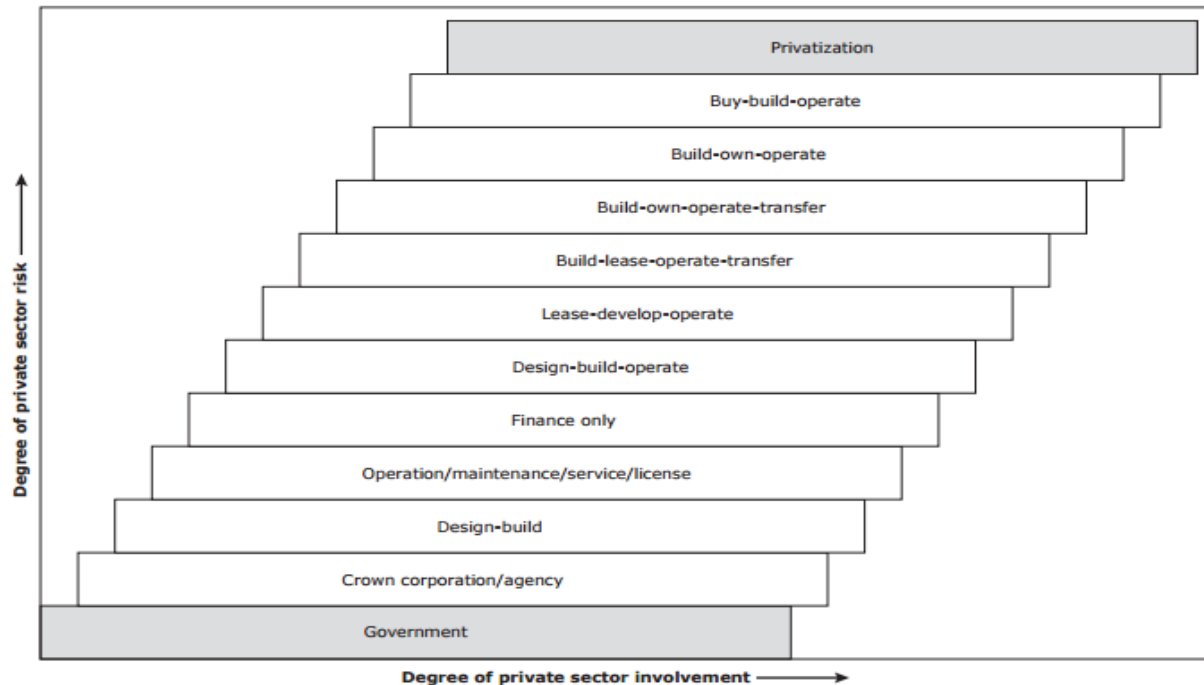 Privatization
Buy-build-operate
Build-own-operate
Build-own-operate-transfer
Build-lease-operate-transfer
Lease-develop-operate
Design-build-operate
Finance only
Operation/maintenance/service/license
Design-build
Crown corporation/agency
Government
Degree of private sector risk
Degree of private sector involvement